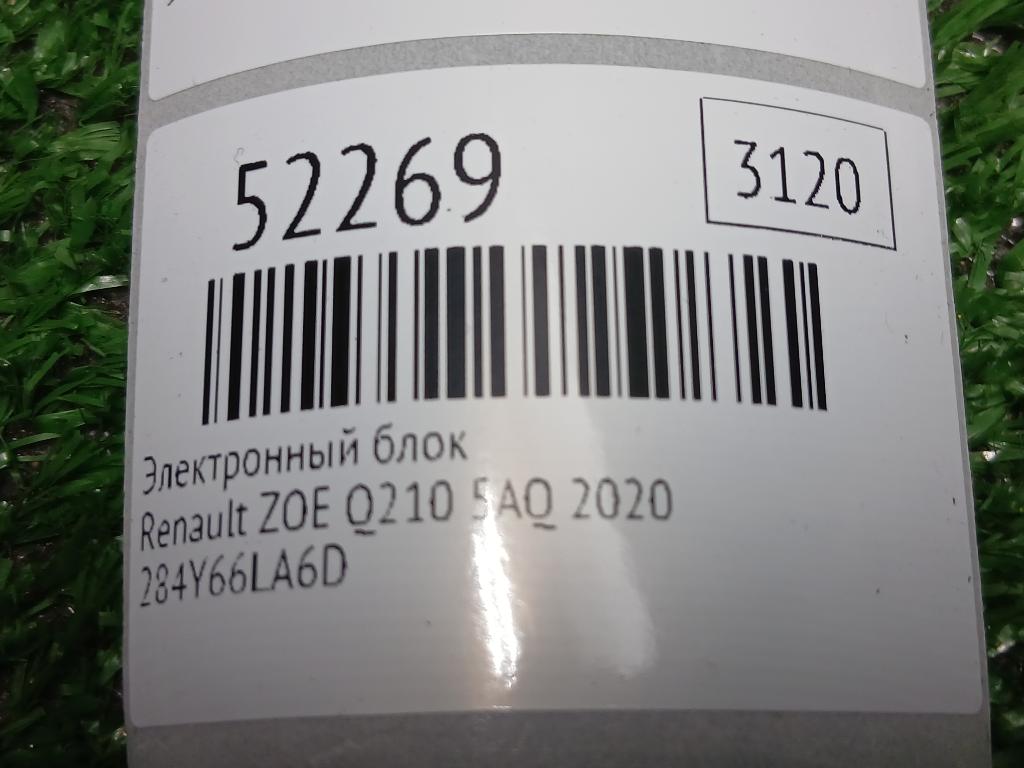 52269
3120
Электронный блок
Renault ZOE Q210 5AQ 2020
284Y66LA6D